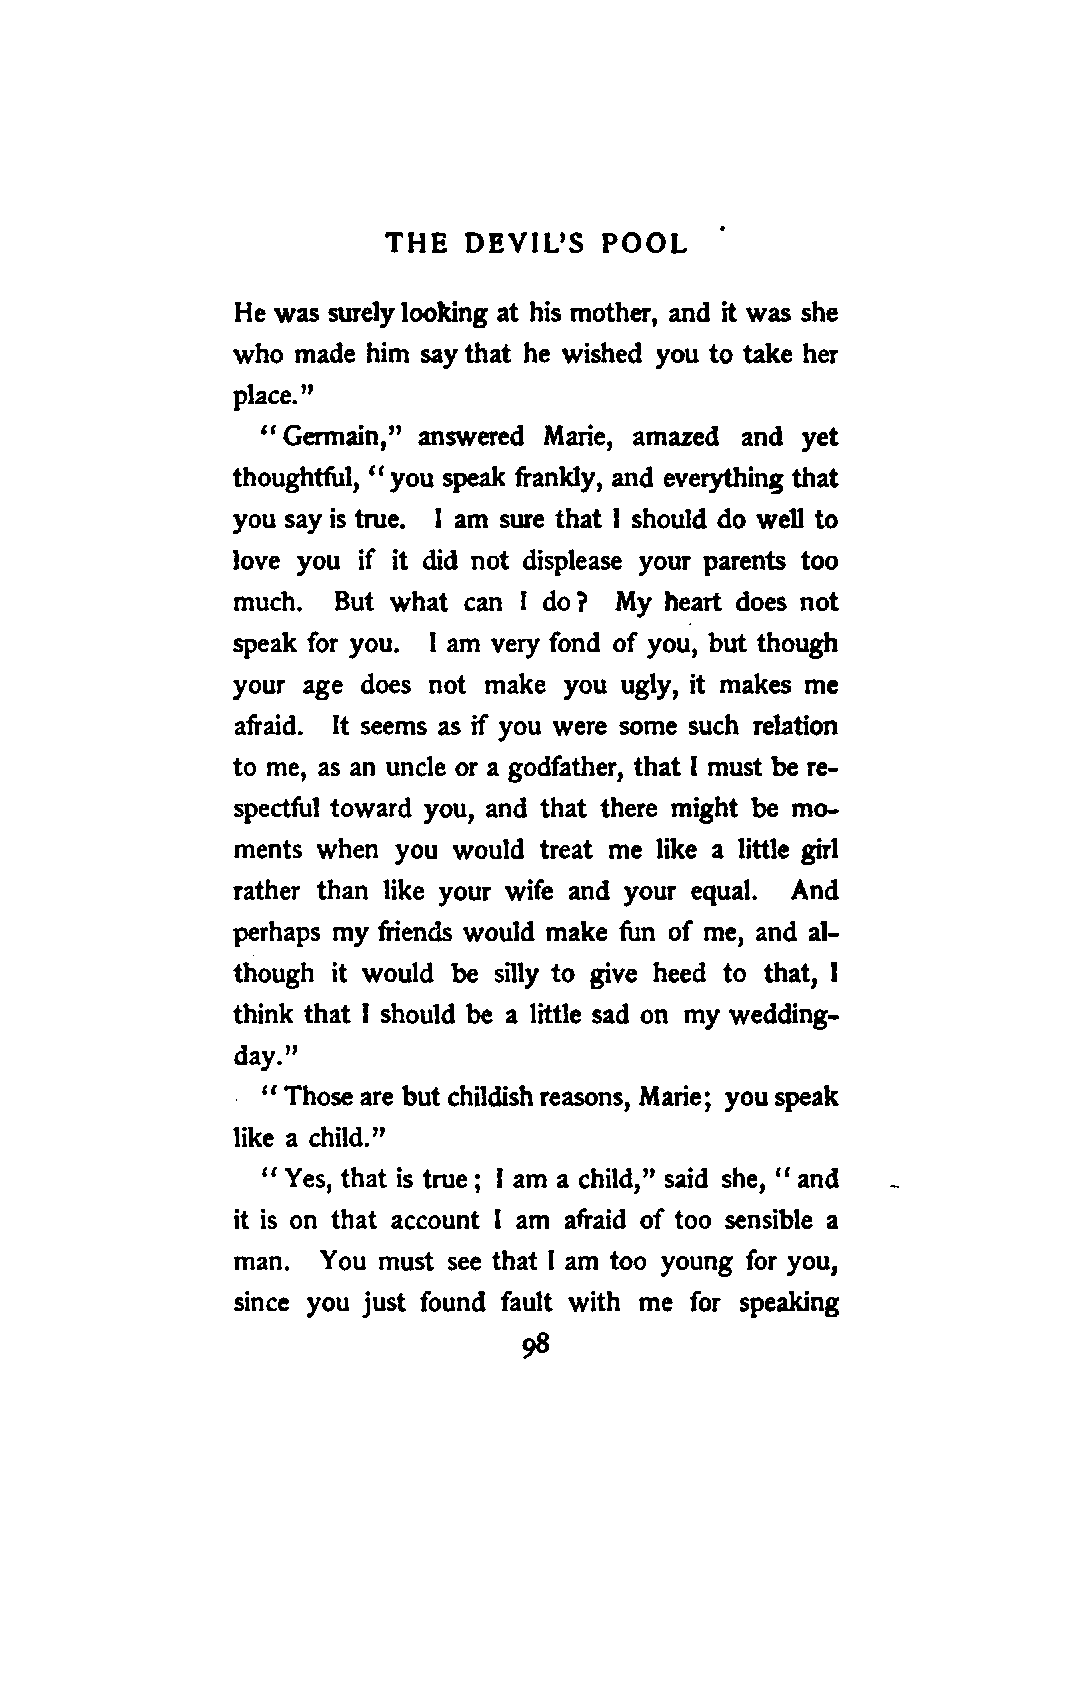 THE DEVIL'S POOL
He was surely looking at his mother, and it was she
who made him say that he wished you to take her
place."
"Germain," answered Marie, amazed and yet
thoughtful, "you speak frankly, and everything that
you say is true. I am sure that I should do well to
love you if it did not displease your parents too
much. But what can I do? My heart does not
speak for you. I am very fond of you, but though
your age does not make you ugly, it makes me
afraid. It seems as if you were some such relation
to me, as an uncle or a godfather, that I must be re-
spectful toward you, and that there might be mo-
ments when you would treat me like a little girl
rather than like your wife and your equal. And
perhaps my friends would make fun of me, and al-
though it would be silly to give heed to that, I
think that I should be a little sad on my wedding-
day."
"Those are but childish reasons, Marie; you speak
like a child."
"Yes, that is true; I am a child," said she, "and
it is on that account I am afraid of too sensible a
man. You must see that I am too young for you,
since you just found fault with me for speaking
98